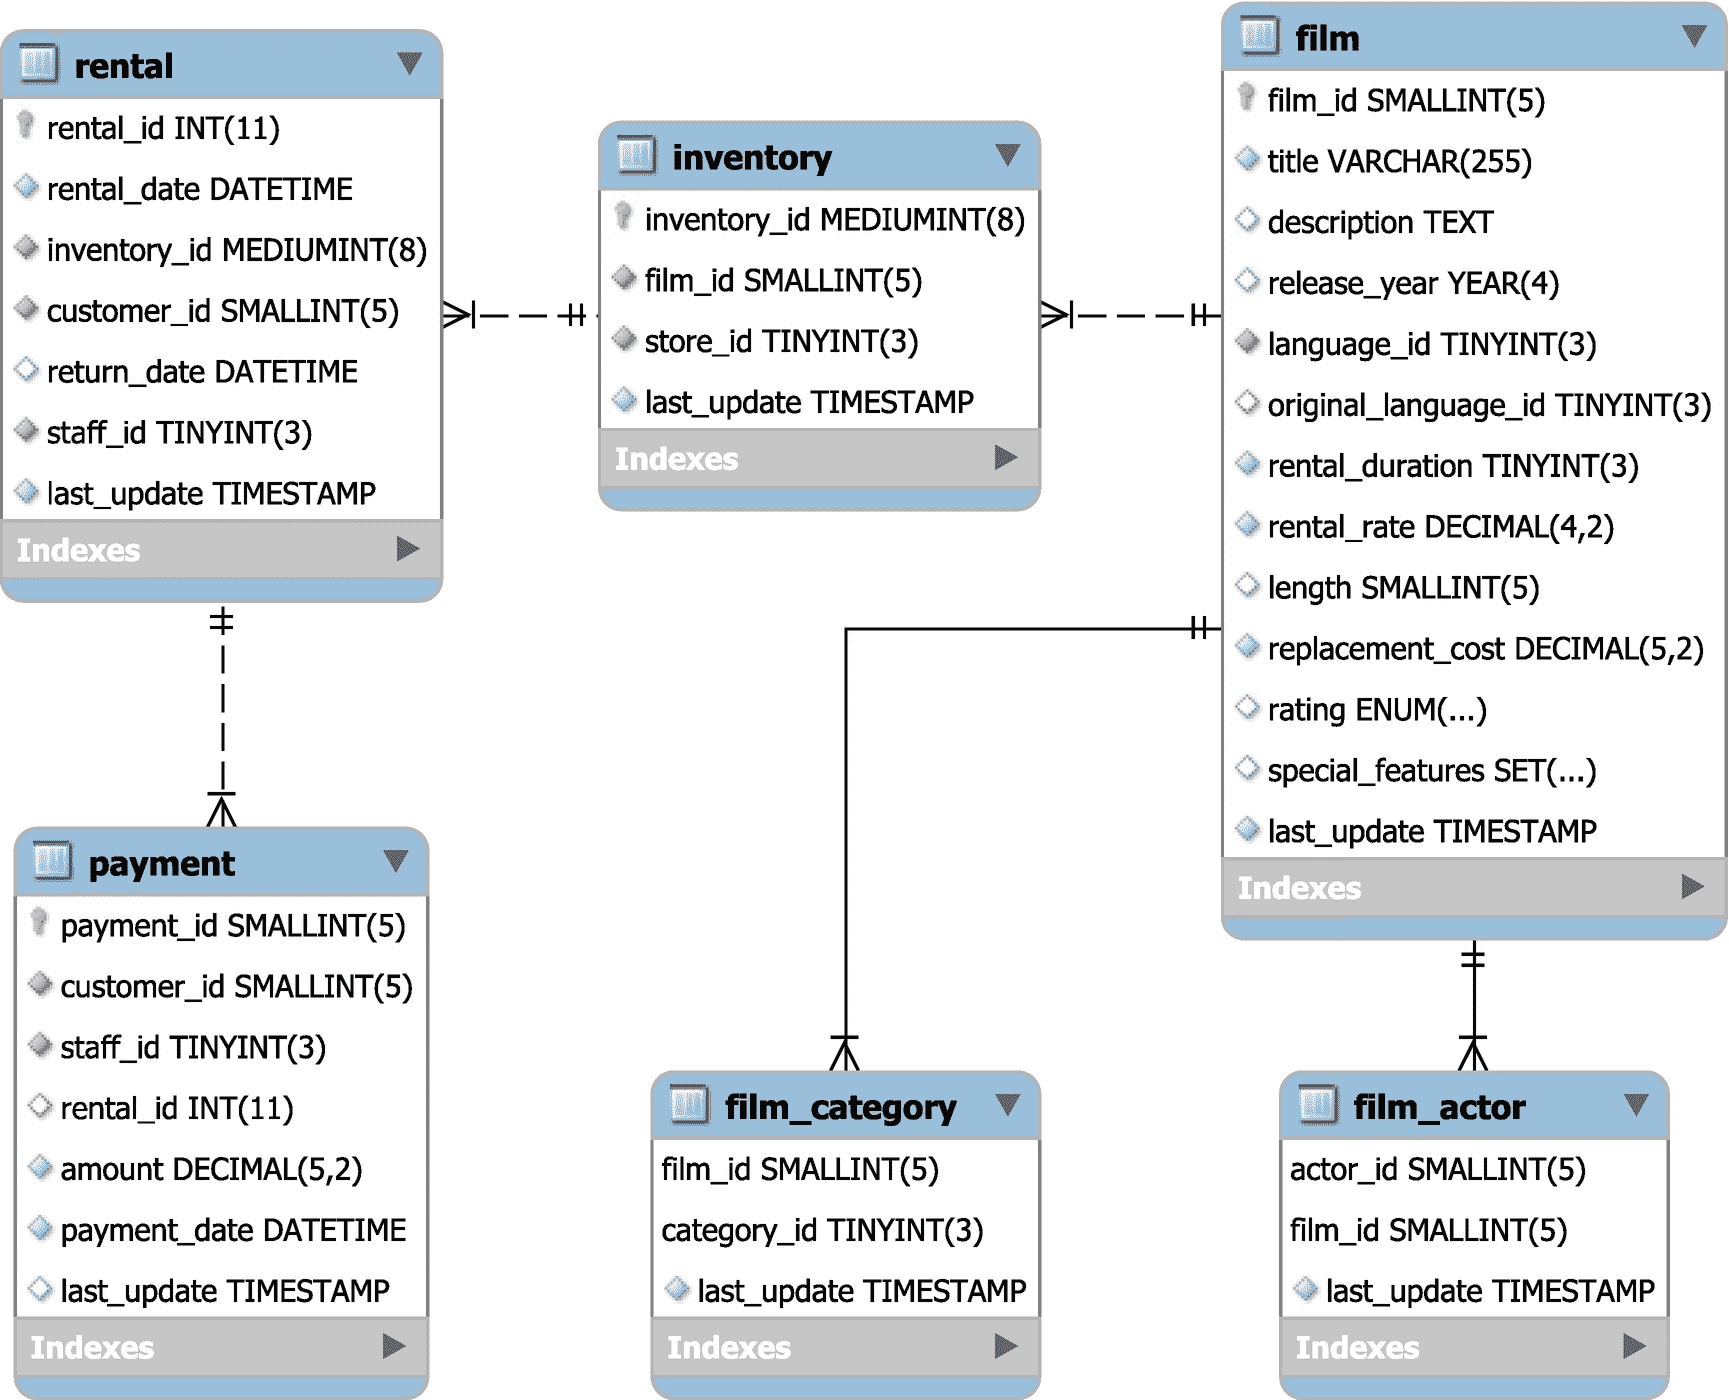 rental
rental_id INT(11)
rental_date DATETIME
inventory_id MEDIUMINT(8)
customer_id SMALLINT(5)
return_date DATETIME
staff_id TINYINT(3)
last_update TIMESTAMP
Indexes
inventory
inventory_id MEDIUMINT(8)
film_id SMALLINT(5)
store_id TINYINT(3)
last_update TIMESTAMP
Indexes
film
film_id SMALLINT(5)
title VARCHAR(255)
description TEXT
release_year YEAR(4)
language_id TINYINT(3)
original_language_id TINYINT(3)
rental_duration TINYINT(3)
rental_rate DECIMAL(4,2)
length SMALLINT(5)
replacement_cost DECIMAL(5,2)
rating ENUM(...)
special_features SET(...)
last_update TIMESTAMP
Indexes
payment
payment_id SMALLINT(5)
customer_id SMALLINT(5)
staff_id TINYINT(3)
rental_id INT(11)
amount DECIMAL(5,2)
payment_date DATETIME
last_update TIMESTAMP
Indexes
film_category
film_id SMALLINT(5)
category_id TINYINT(3)
last_update TIMESTAMP
Indexes
film_actor
actor_id SMALLINT(5)
film_id SMALLINT(5)
last_update TIMESTAMP
Indexes